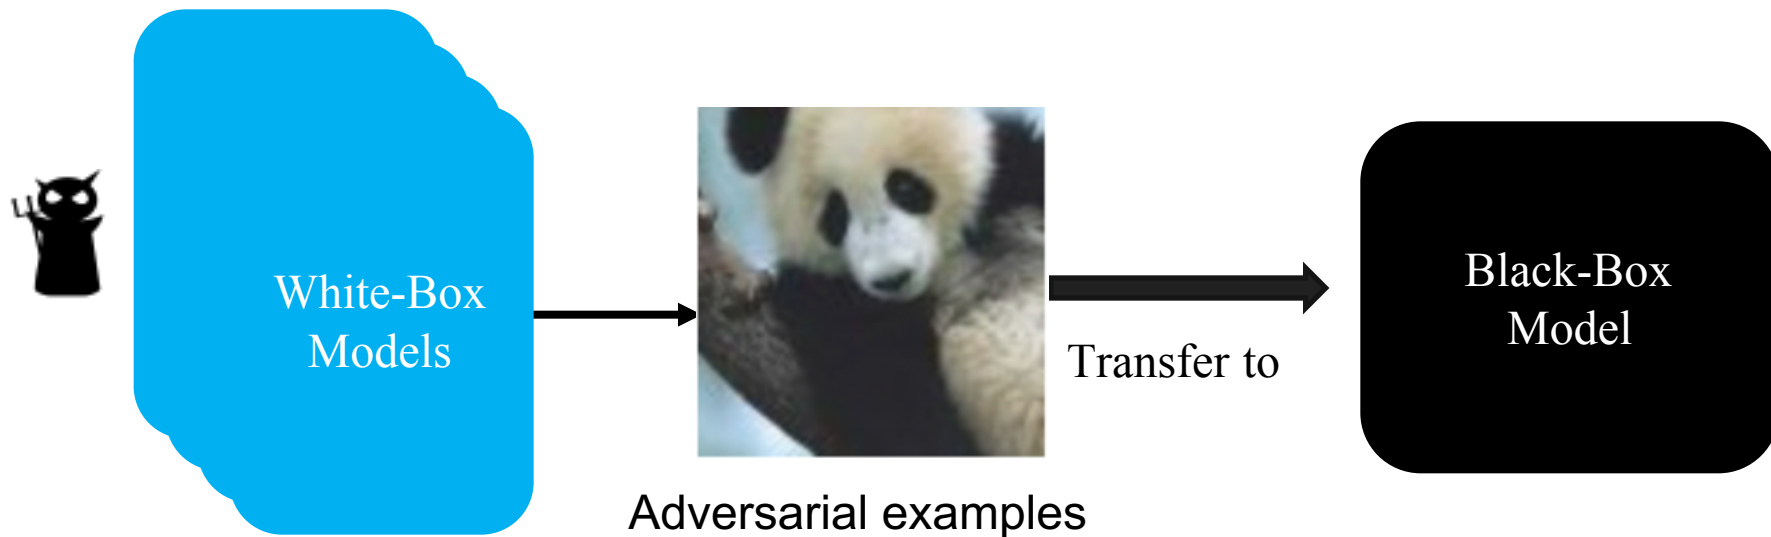 White-Box
Models
Adversarial examples
Transfer to
Black-Box
Model